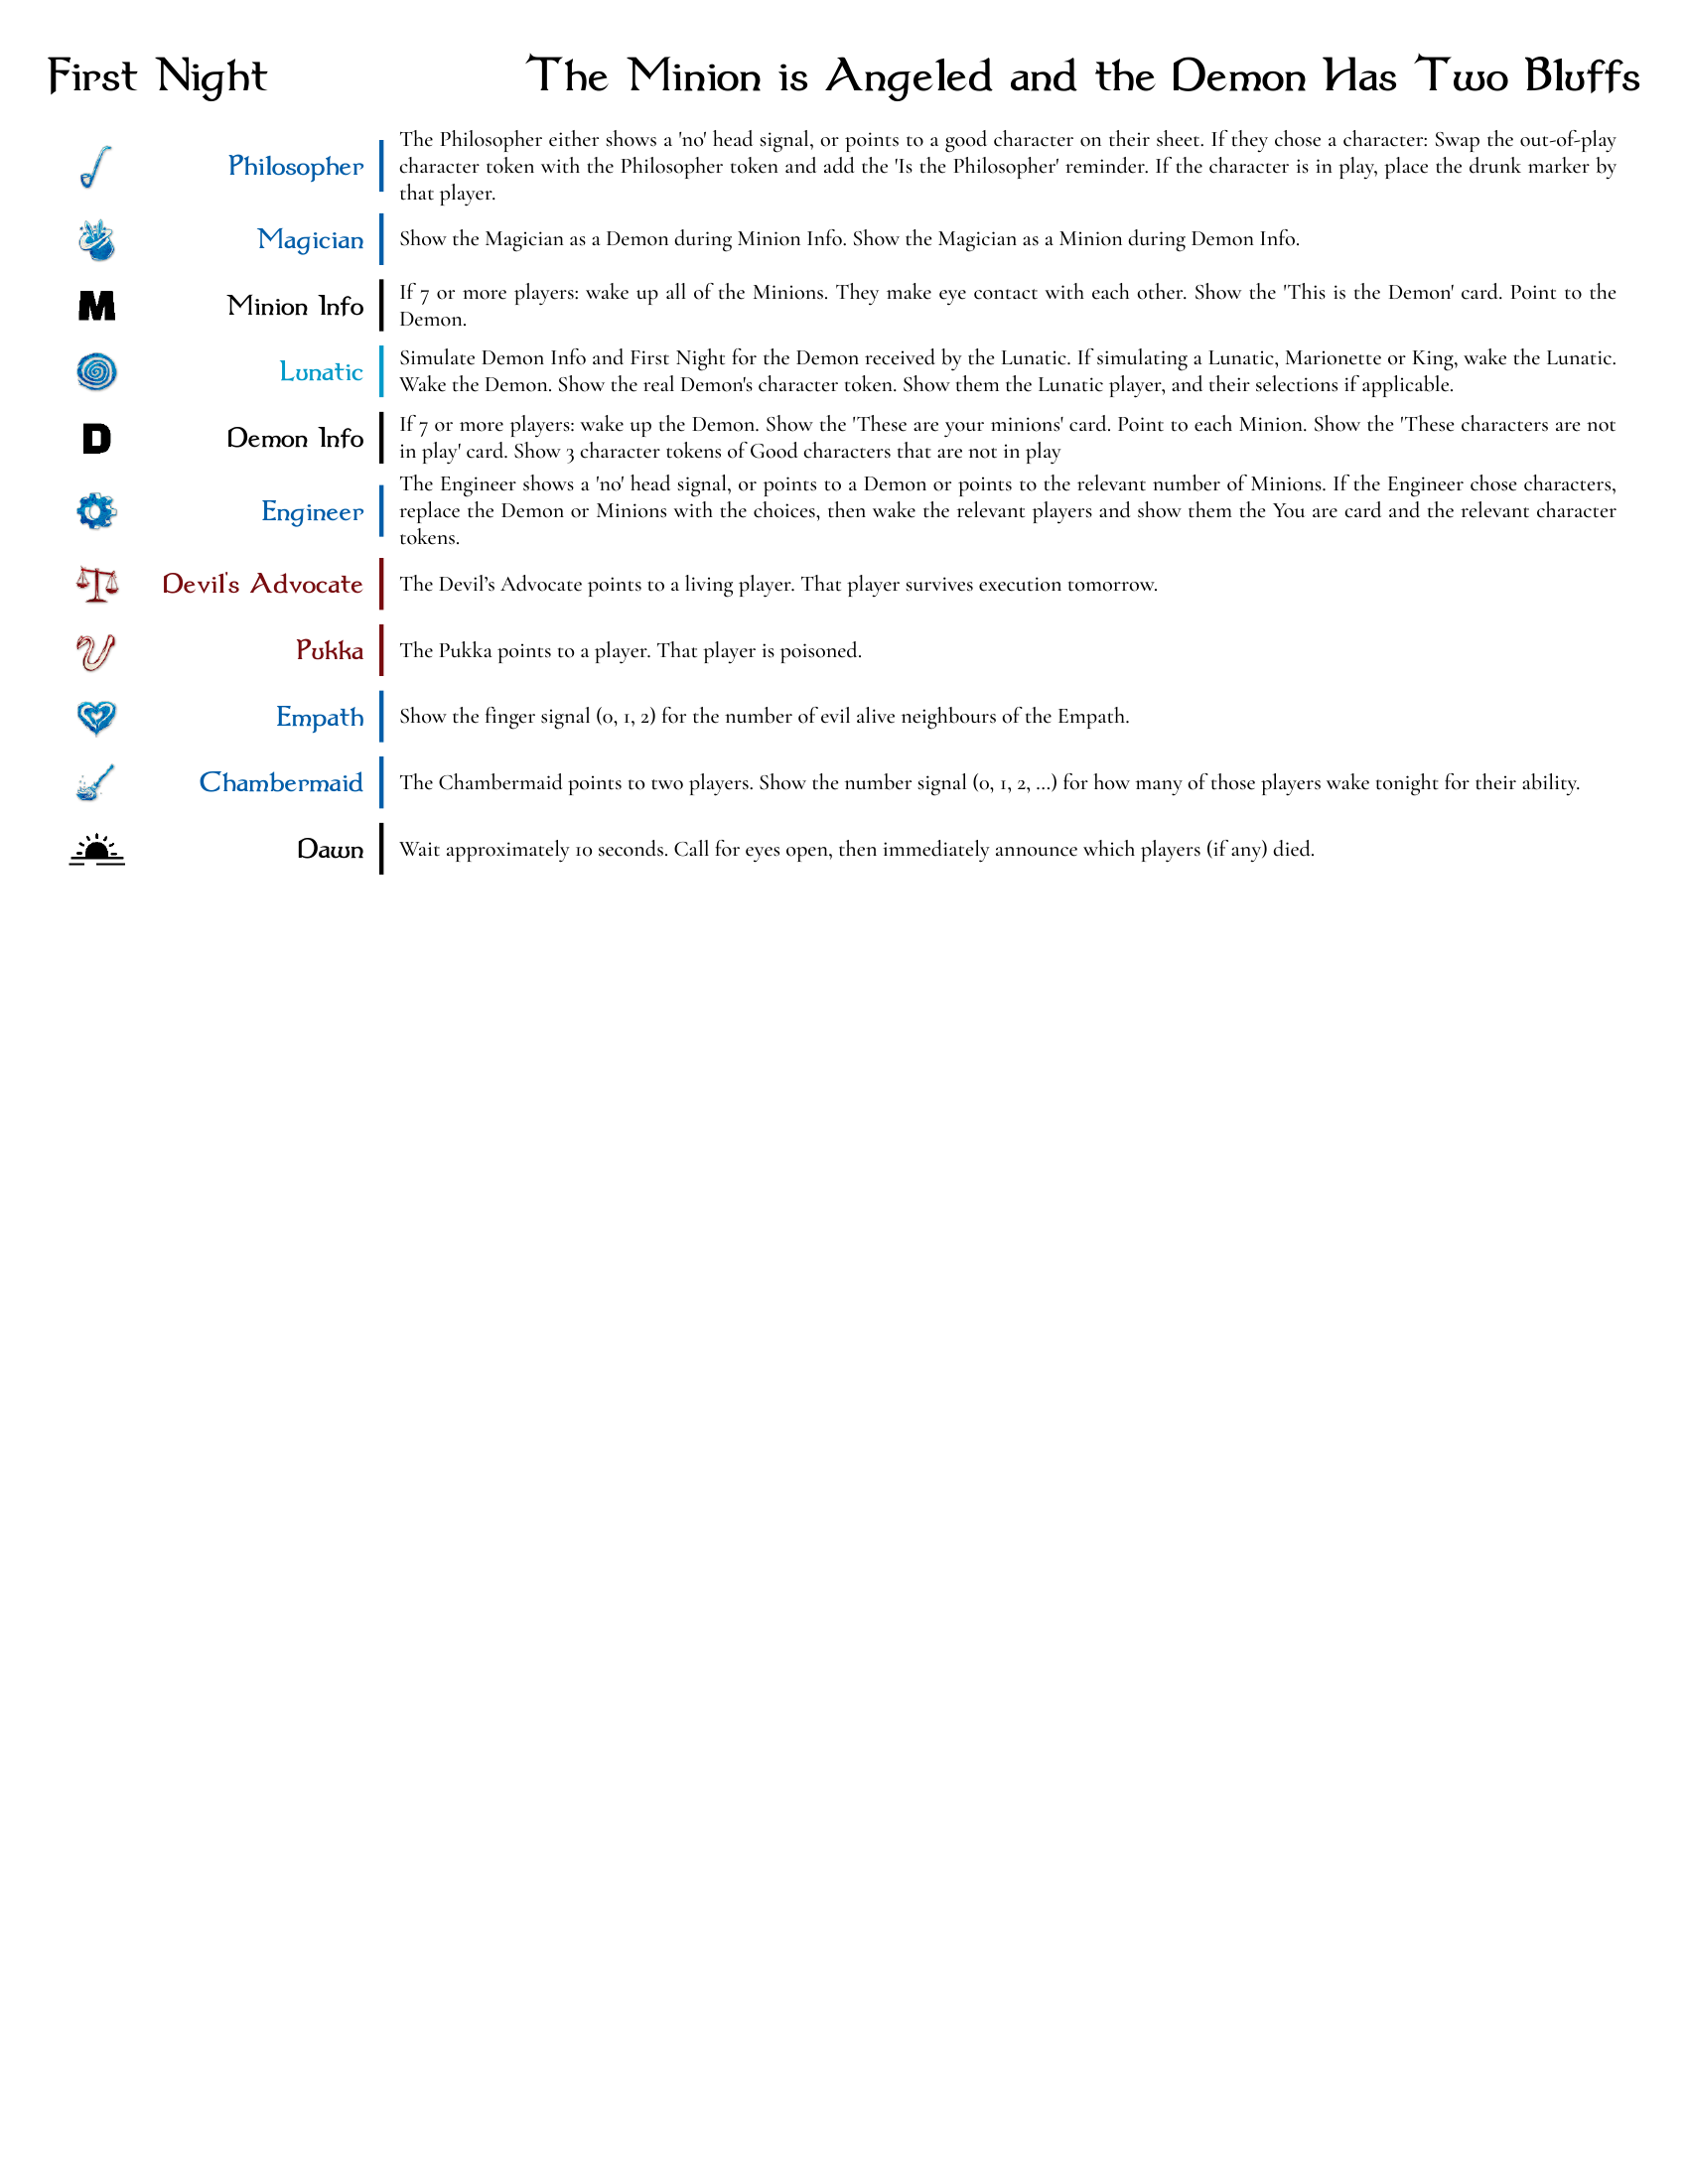 First Night
The Minion is Angeled and the Demon Has Two Bluffs
Philosopher
The Philosopher either shows a 'no' head signal, or points to a good character on their sheet. If they chose a character: Swap the out-of-play
character token with the Philosopher token and add the 'Is the Philosopher' reminder. If the character is in play, place the drunk marker by
that player.
Magician
Show the Magician as a Demon during Minion Info. Show the Magician as a Minion during Demon Info.
M
Minion Info
If 7 or more players: wake up all of the Minions. They make eye contact with each other. Show the 'This is the Demon' card. Point to the
Demon.
Lunatic
Simulate Demon Info and First Night for the Demon received by the Lunatic. If simulating a Lunatic, Marionette or King, wake the Lunatic.
Wake the Demon. Show the real Demon's character token. Show them the Lunatic player, and their selections if applicable.
D
Demon Info
If 7 or more players: wake up the Demon. Show the 'These are your minions' card. Point to each Minion. Show the 'These characters are not
in play' card. Show 3 character tokens of Good characters that are not in play
Engineer
The Engineer shows a 'no' head signal, or points to a Demon or points to the relevant number of Minions. If the Engineer chose characters,
replace the Demon or Minions with the choices, then wake the relevant players and show them the You are card and the relevant character
tokens.
Devil's Advocate
The Devil’s Advocate points to a living player. That player survives execution tomorrow.
Pukka
The Pukka points to a player. That player is poisoned.
Empath
Show the finger signal (0, 1, 2) for the number of evil alive neighbours of the Empath.
Chambermaid
The Chambermaid points to two players. Show the number signal (0, 1, 2, ...) for how many of those players wake tonight for their ability.
Dawn
Wait approximately 10 seconds. Call for eyes open, then immediately announce which players (if any) died.